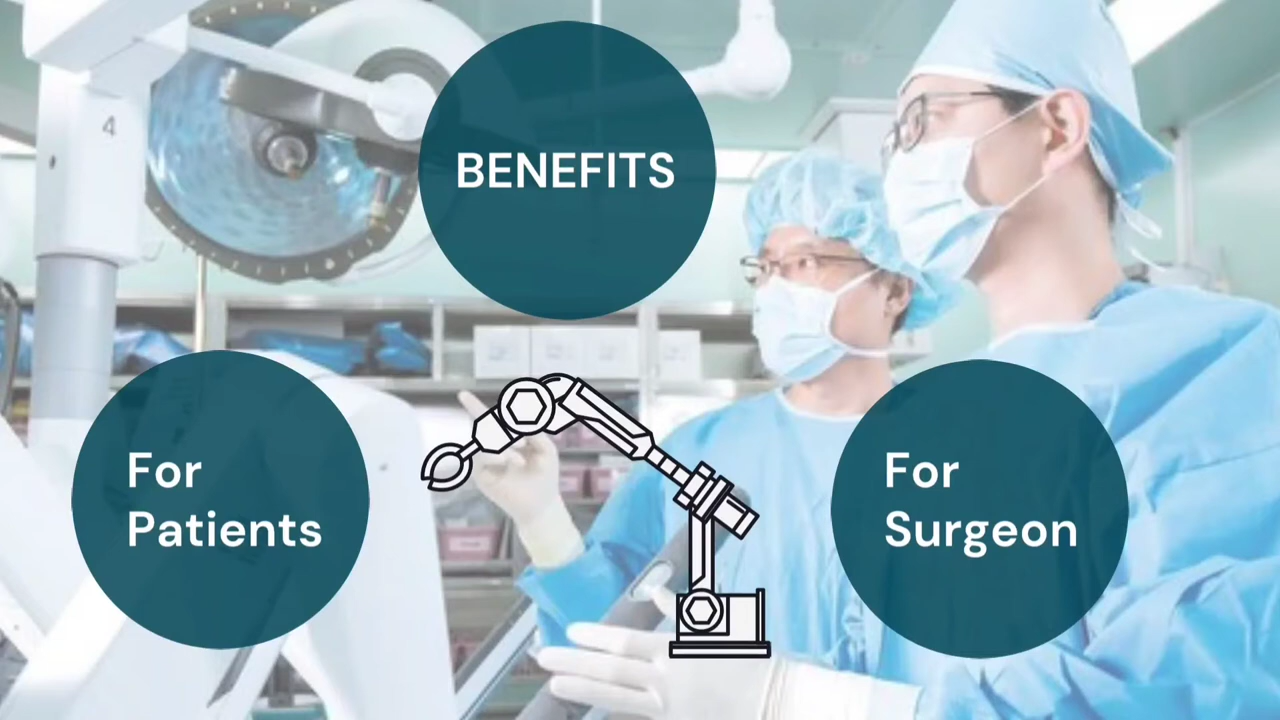 4
BENEFITS
For
Patients
For
Surgeon